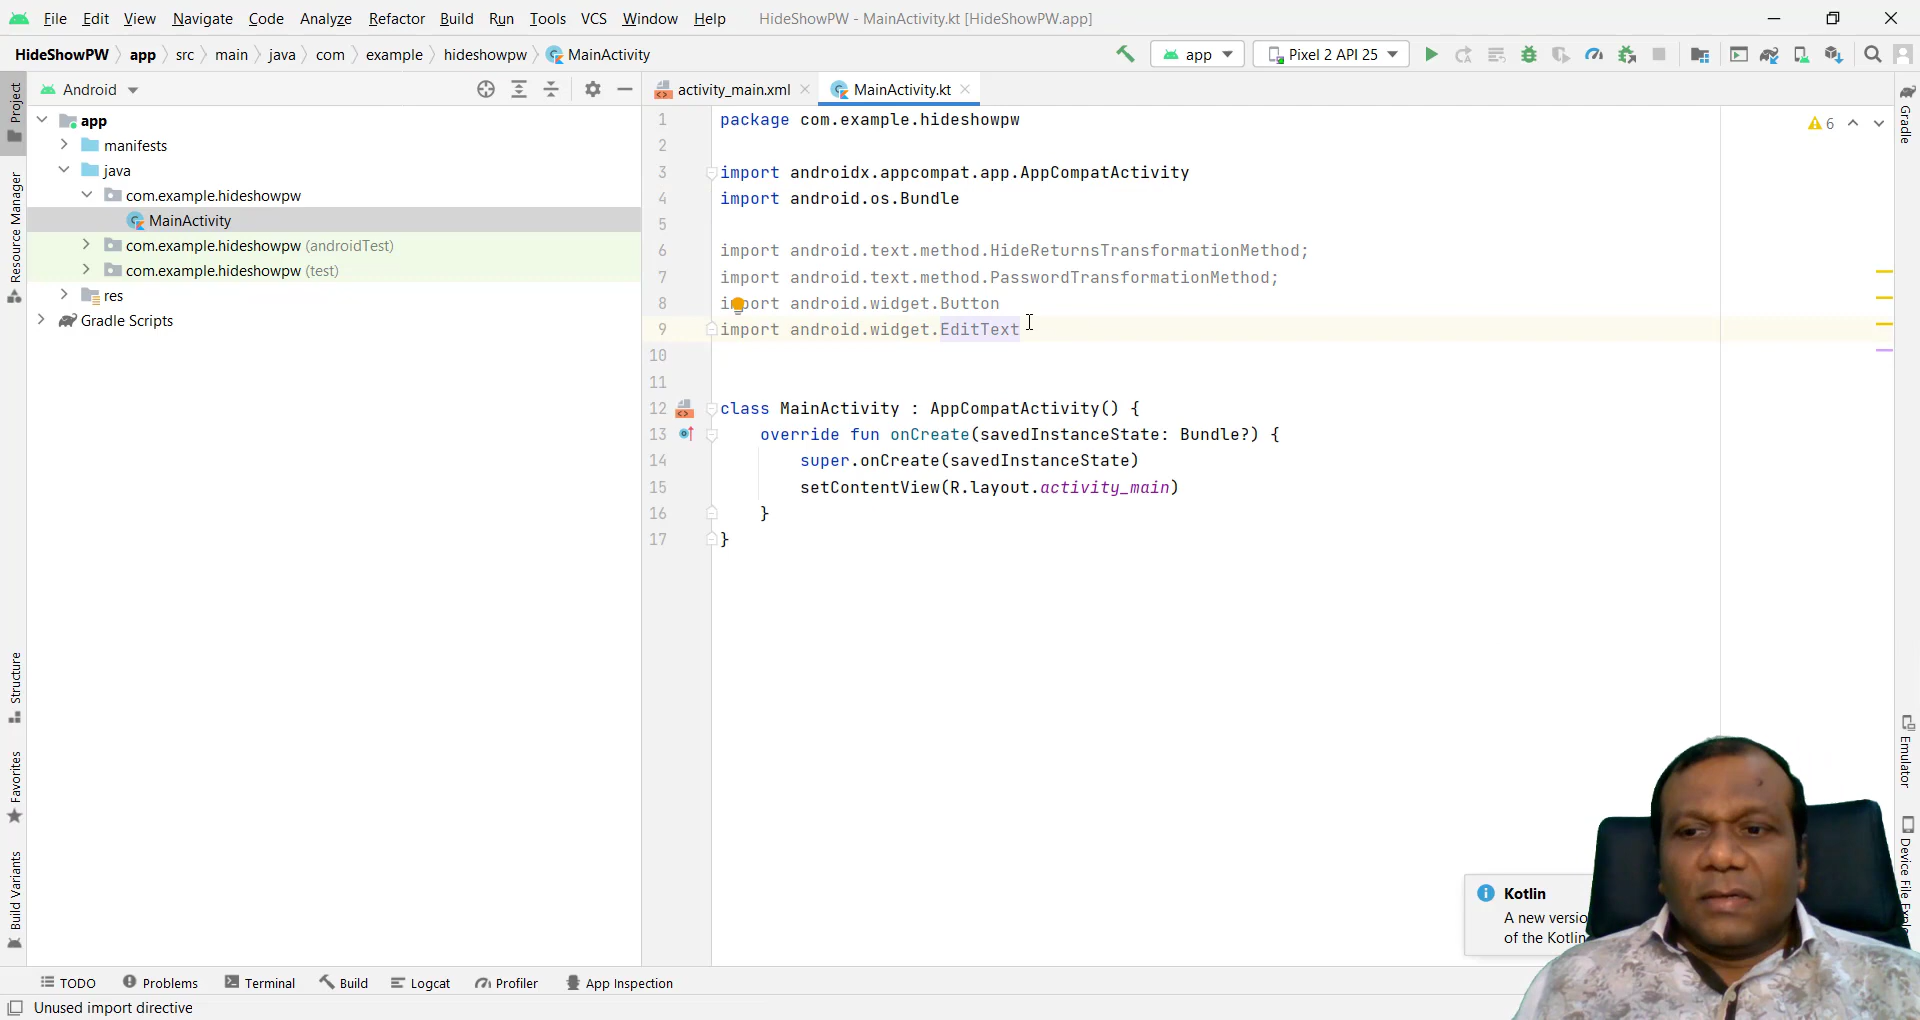 File Edit View Navigate Code Analyze Refactor Build Run Tools VCS Window Help HideShowPW - MainActivity.kt [HideShowPW.app]
HideShowPW app src main java com example hideshowpw MainActivity app Pixel 2 API 25
Project
Resource Manager
Structure
Favorites
Build Variants
Android
app
manifests
java
com.example.hideshowpw
MainActivity
com.example.hideshowpw (androidTest)
com.example.hideshowpw (test)
res
Gradle Scripts
activity_main.xml MainActivity.kt
6
1 package com.example.hideshowpw
2
3 import androidx.appcompat.app.AppCompatActivity
4 import android.os.Bundle
5
6 import android.text.method.HideReturnsTransformationMethod;
7 import android.text.method.PasswordTransformationMethod;
8 import android.widget.Button
9 import android.widget.EditText
10
11
12 class MainActivity : AppCompatActivity() {
13 override fun onCreate(savedInstanceState: Bundle?) {
14 super.onCreate(savedInstanceState)
15 setContentView(R.layout.activity_main)
16 }
17 }
Gradle
Emulator
Device File
Kotlin
A new versio
of the Kotlin
TODO Problems Terminal Build Logcat Profiler App Inspection
Unused import directive